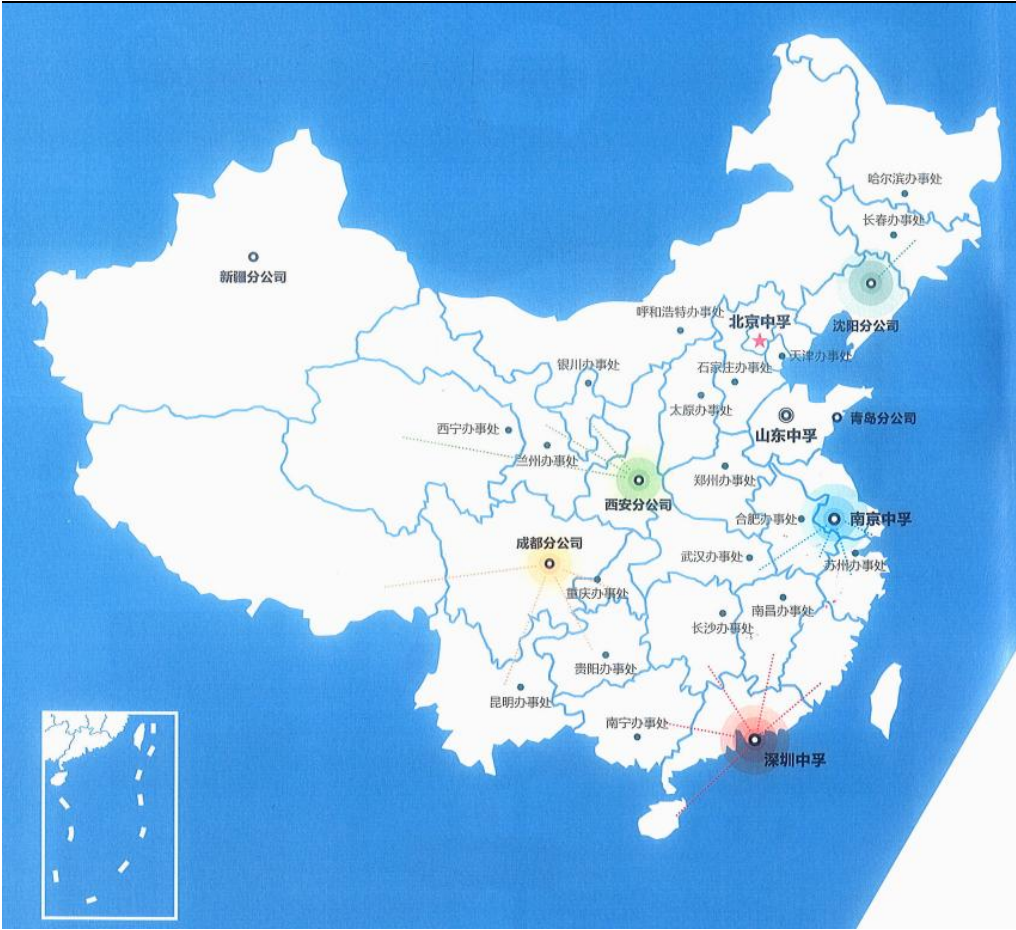 哈尔滨办事处
长春办事处
新疆分公司
沈阳分公司
呼和浩特办事处
北京中孚
天津办事处
银川办事处
石家庄办事处
太原办事处
青岛分公司
西宁办事处
山东中孚
兰州办事处
郑州办事处
西安分公司
合肥办事处
南京中孚
成都分公司
武汉办事处
苏州办事处
重庆办事处
南昌办事处
长沙办事处
贵阳办事处
昆明办事处
南宁办事处
深圳中孚